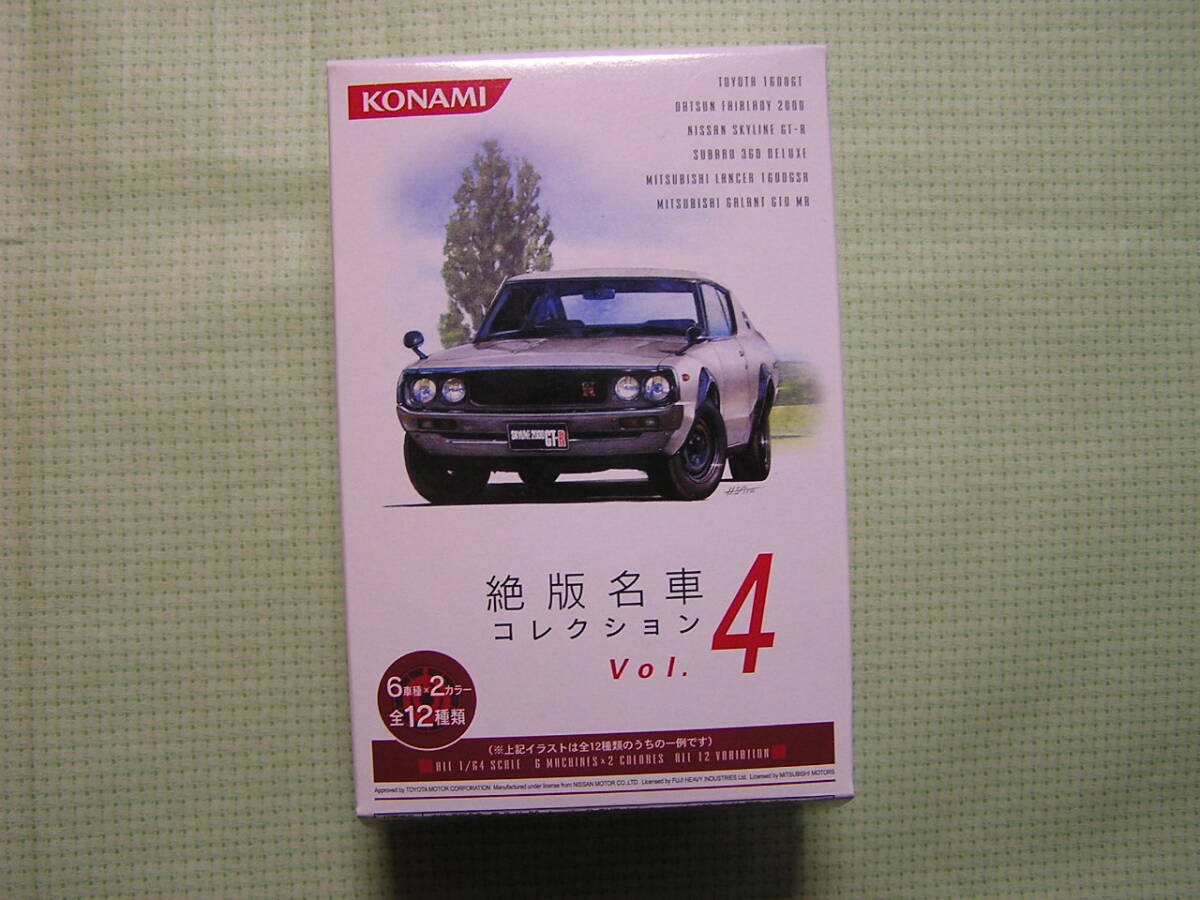 KONAMI
TOYOTA 1600GT
DATSUN FAIRLADY 2000
NISSAN SKYLINE GT-R
SUBARU 360 DELUXE
MITSUBISHI LANCER 1600GSR
MITSUBISHI GALANT GTO MR
GT
R
SKYLINE 2000 GT-R
絶版名車
コレクション
Vol. 4
6車種×2カラー
全12種類
(※上記イラストは全12種類のうちの一例です)
ALL 1/64 SCALE 6 MACHINES×2 COLORES ALL 12 VARIATION
Approved by TOYOTA MOTOR CORPORATION Manufactured under license from NISSAN MOTOR CO.,LTD. Licensed by FUJI HEAVY INDUSTRIES Ltd. Licensed by MITSUBISHI MOTORS